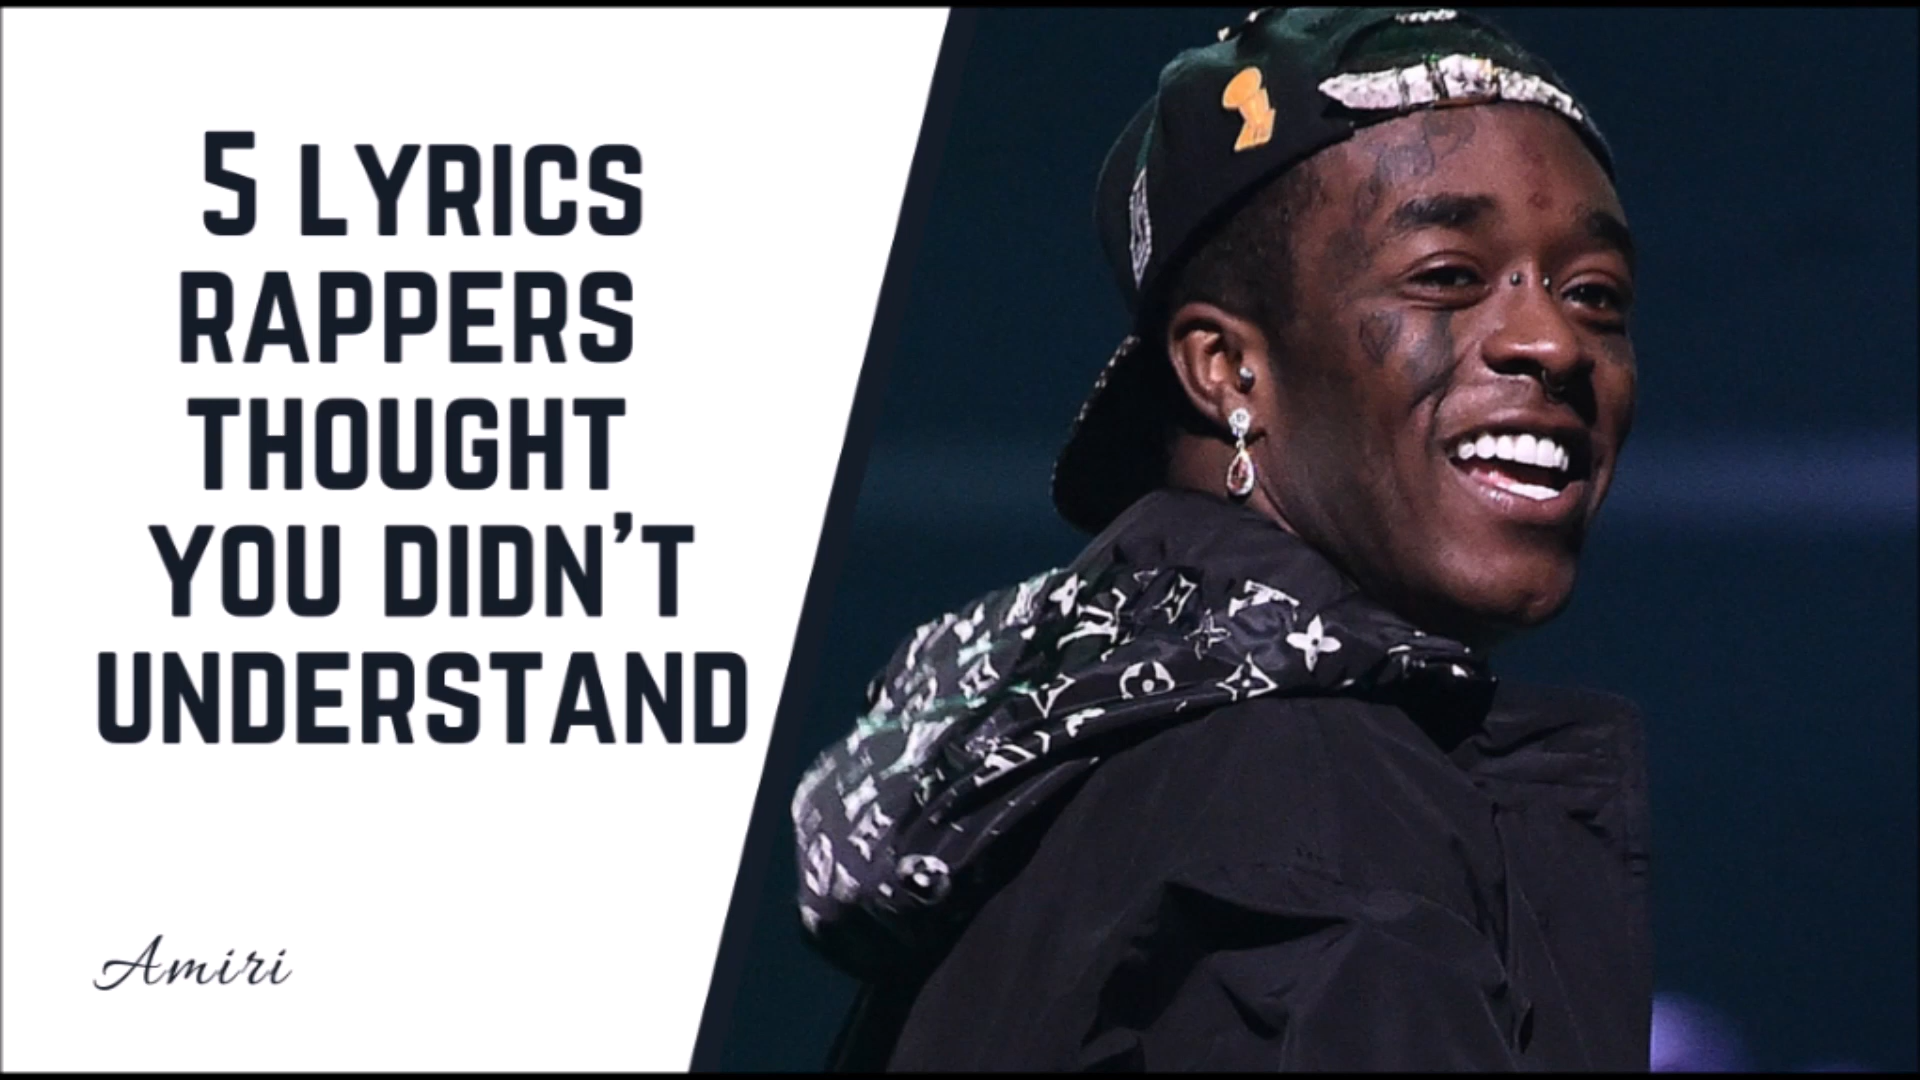 5 LYRICS
RAPPERS
THOUGHT
YOU DIDN'T
UNDERSTAND
Amiri